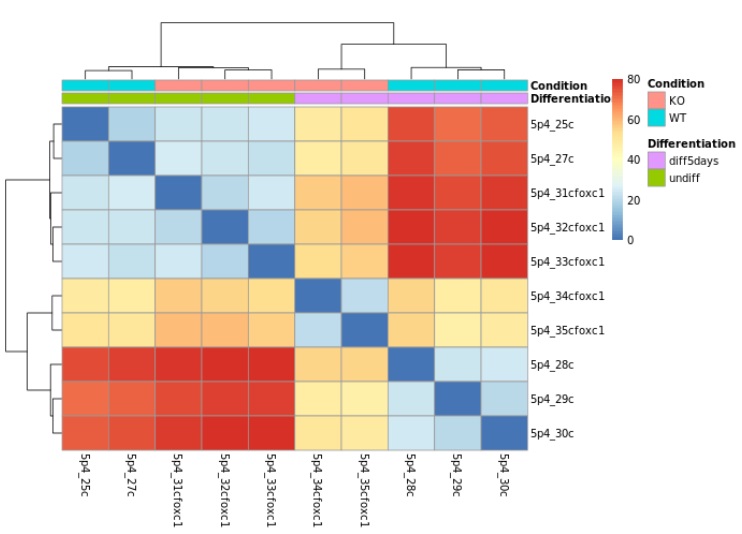 Condition
Differentiatio
5p4_25c
5p4_27c
5p4_31cfoxc1
5p4_32cfoxc1
5p4_33cfoxc1
5p4_34cfoxc1
5p4_35cfoxc1
5p4_28c
5p4_29c
5p4_30c
80
60
40
20
0
Condition
KO
WT
Differentiation
diff5days
undiff
5p4_25c
5p4_27c
5p4_31cfoxc1
5p4_32cfoxc1
5p4_33cfoxc1
5p4_34cfoxc1
5p4_35cfoxc1
5p4_28c
5p4_29c
5p4_30c